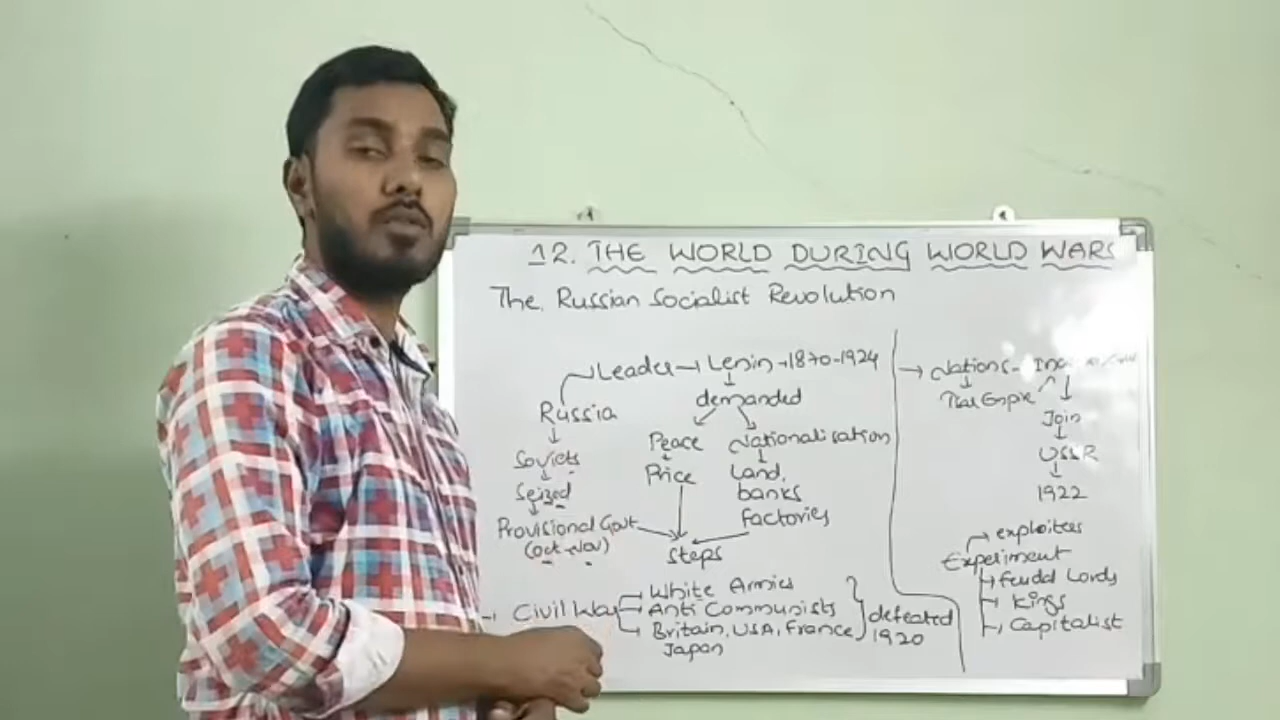 12. THE WORLD DURING WORLD WARS
The Russian Socialist Revolution
Leader → Lenin → 1870-1924
demanded
Russia
Peace Nationalisation
Soviets
Price Land,
Seized banks
Provisional Govt factories
(Oct-Nov)
Steps
→ Civil War White Armies
Anti Communists
Britain, USA, France
Japan
defeated
1920
→ Nations -
Tsar Empire
Join
USSR
1922
exploiters
Experiment
→ feudal Lords
→ Kings
→ Capitalist